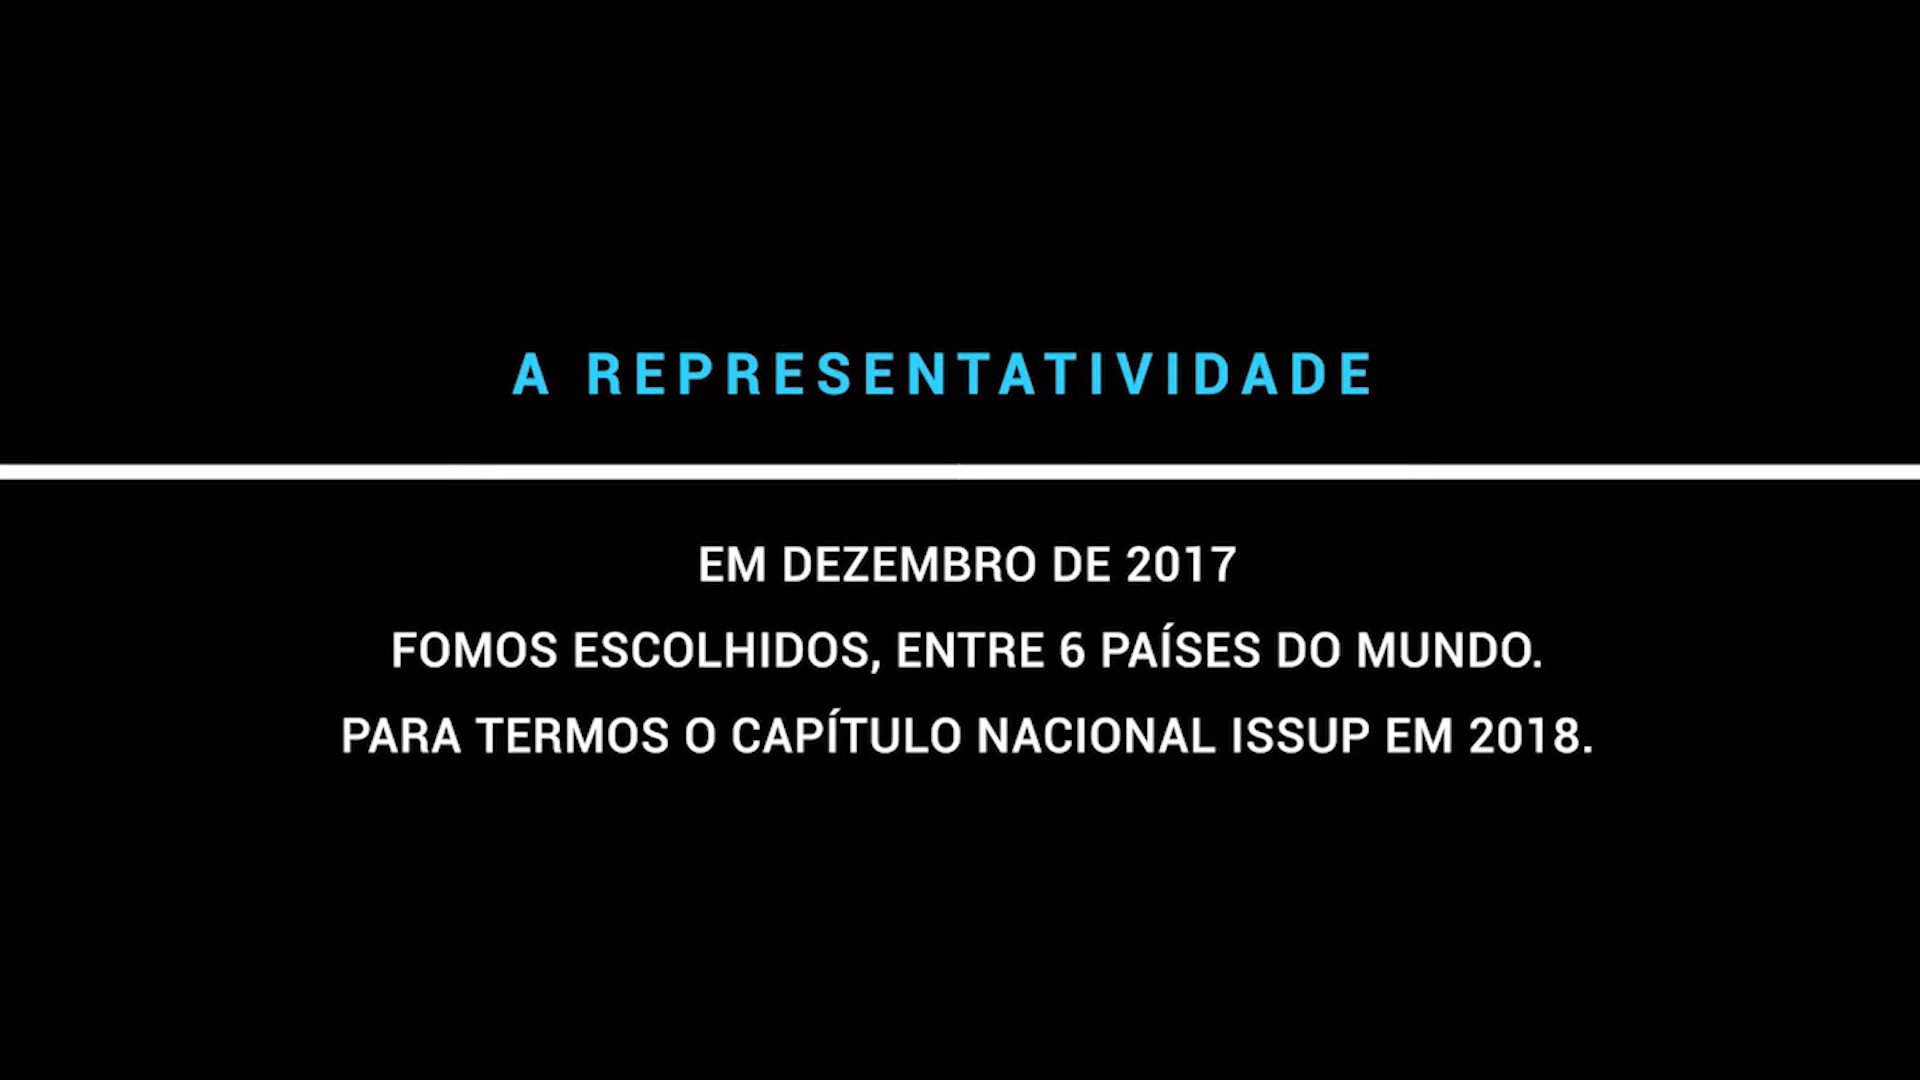 A REPRESENTATIVIDADE
EM DEZEMBRO DE 2017
FOMOS ESCOLHIDOS, ENTRE 6 PAÍSES DO MUNDO.
PARA TERMOS O CAPÍTULO NACIONAL ISSUP EM 2018.